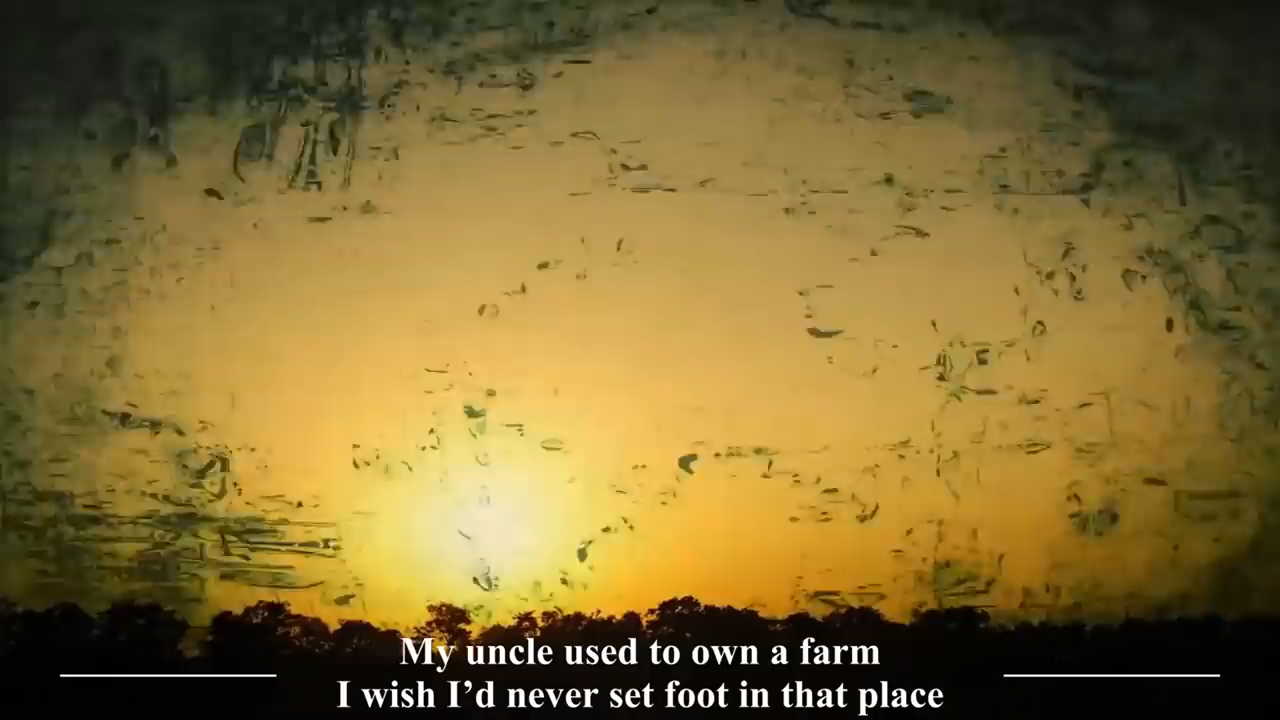 My uncle used to own a farm
I wish I’d never set foot in that place